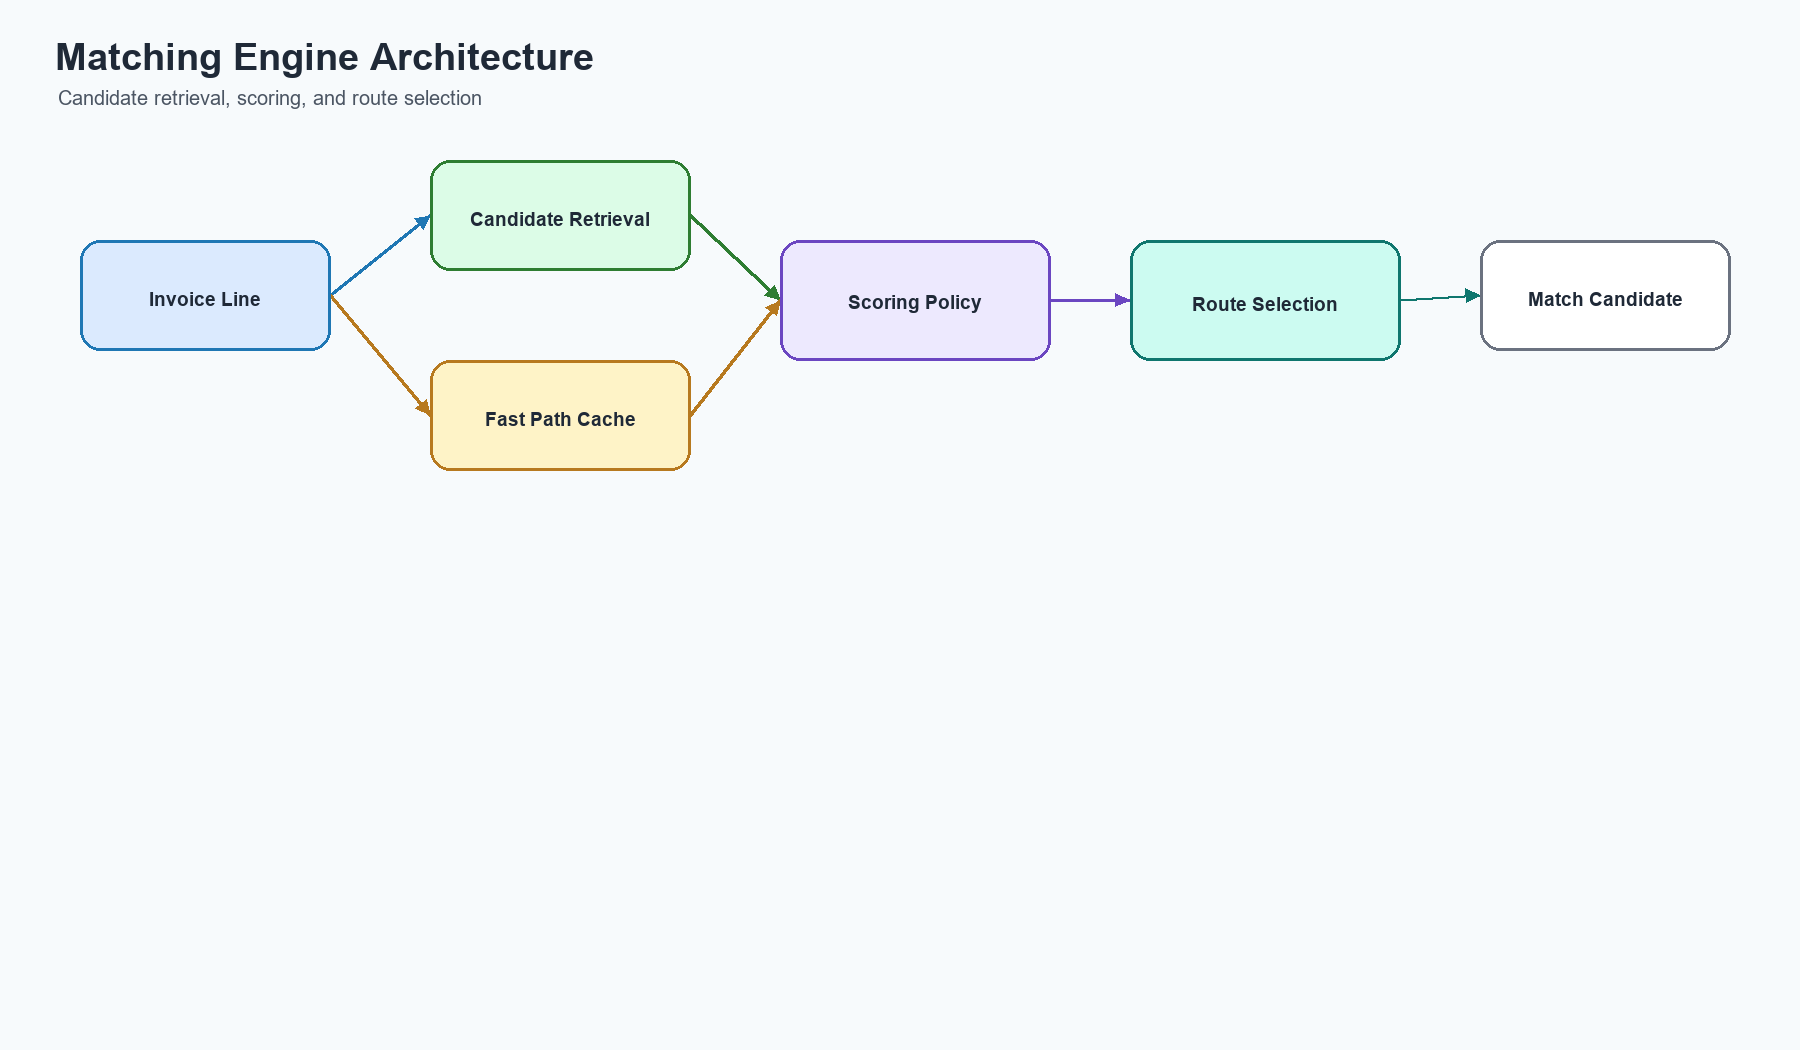 Matching Engine Architecture
Candidate retrieval, scoring, and route selection
Invoice Line
Candidate Retrieval
Fast Path Cache
Scoring Policy
Route Selection
Match Candidate